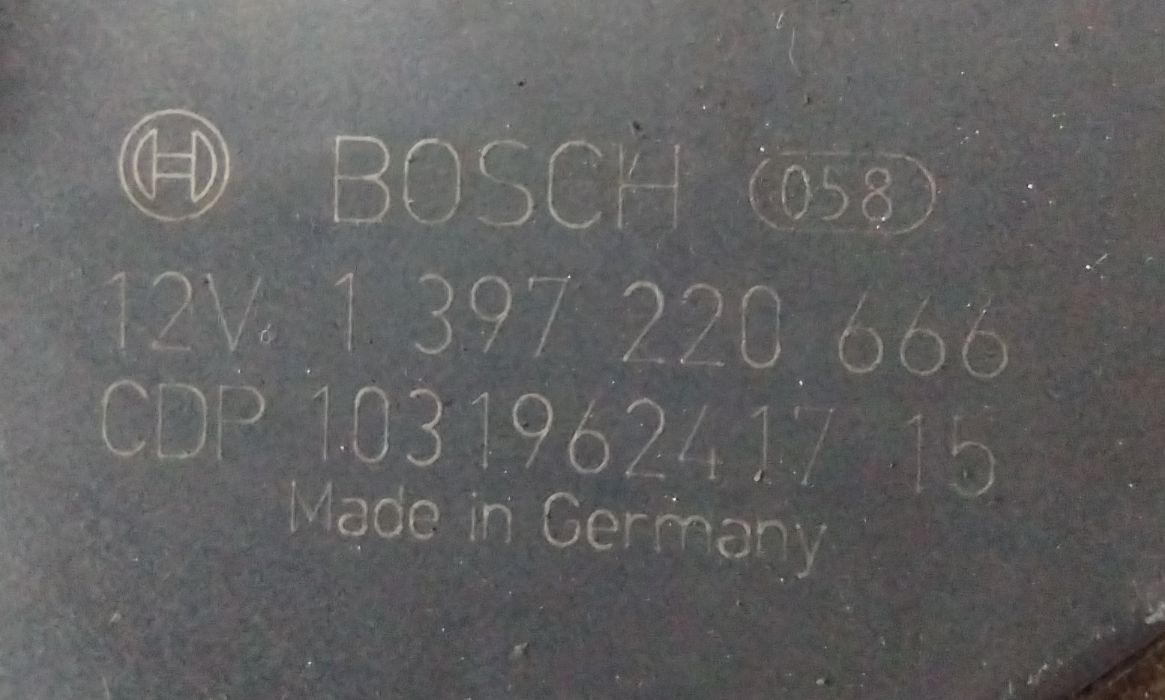 BOSCH 058
12V 1 397 220 666
CDP 1031962417 15
Made in Germany